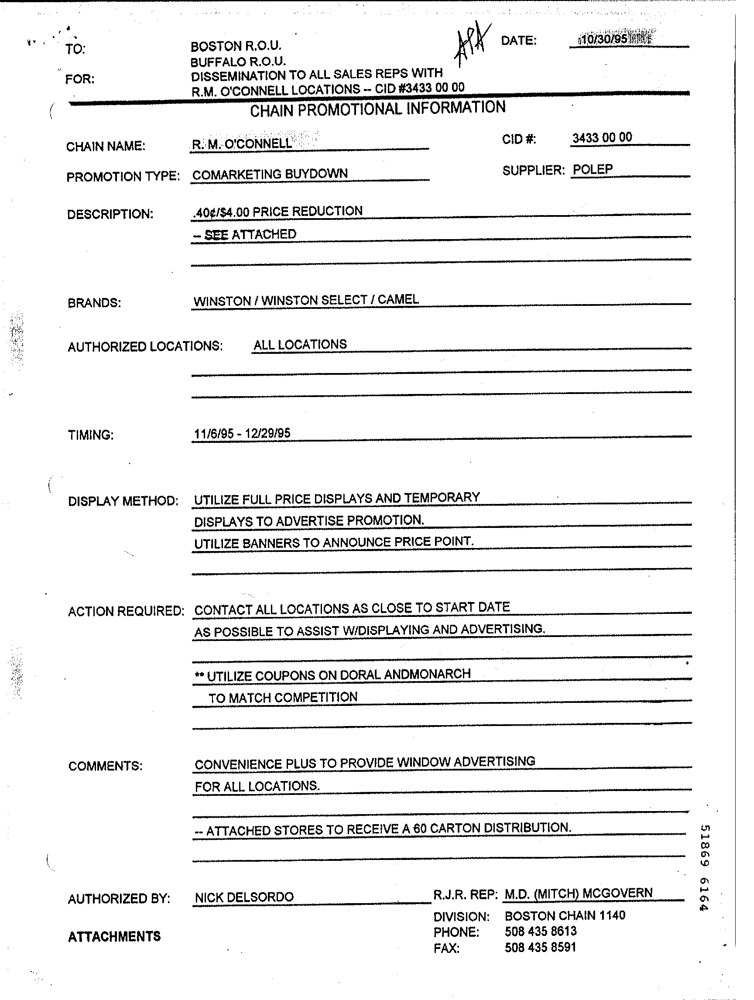 TO: BOSTON R.O.U. DATE: 10/30/95
BUFFALO R.O.U.
FOR: DISSEMINATION TO ALL SALES REPS WITH
R.M. O'CONNELL LOCATIONS -- CID #3433 00 00
CHAIN PROMOTIONAL INFORMATION
CHAIN NAME: R. M. O'CONNELL CID #: 3433 00 00
PROMOTION TYPE: COMARKETING BUYDOWN SUPPLIER: POLEP
DESCRIPTION: .40¢/$4.00 PRICE REDUCTION
-- SEE ATTACHED
BRANDS: WINSTON / WINSTON SELECT / CAMEL
AUTHORIZED LOCATIONS: ALL LOCATIONS
TIMING: 11/6/95 - 12/29/95
DISPLAY METHOD: UTILIZE FULL PRICE DISPLAYS AND TEMPORARY
DISPLAYS TO ADVERTISE PROMOTION.
UTILIZE BANNERS TO ANNOUNCE PRICE POINT.
ACTION REQUIRED: CONTACT ALL LOCATIONS AS CLOSE TO START DATE
AS POSSIBLE TO ASSIST W/DISPLAYING AND ADVERTISING.
** UTILIZE COUPONS ON DORAL ANDMONARCH
TO MATCH COMPETITION
COMMENTS: CONVENIENCE PLUS TO PROVIDE WINDOW ADVERTISING
FOR ALL LOCATIONS.
-- ATTACHED STORES TO RECEIVE A 60 CARTON DISTRIBUTION.
AUTHORIZED BY: NICK DELSORDO R.J.R. REP: M.D. (MITCH) MCGOVERN
DIVISION: BOSTON CHAIN 1140
ATTACHMENTS PHONE: 508 435 8613
FAX: 508 435 8591
51869 6164